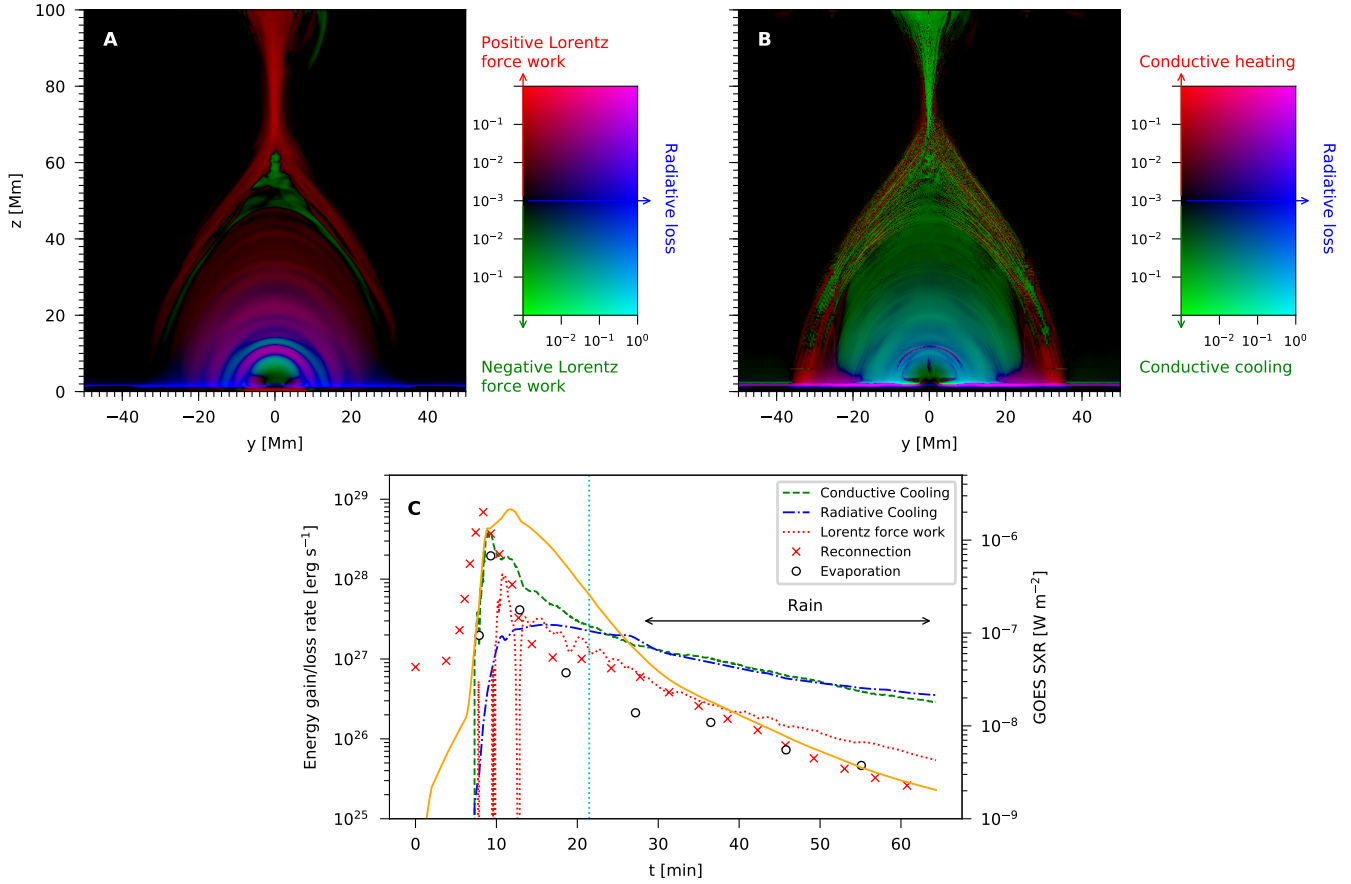 A
Positive Lorentz
force work
Radiative loss
Negative Lorentz
force work
z [Mm]
100
80
60
40
20
0
10⁻¹
10⁻²
10⁻³
10⁻²
10⁻¹
10⁻² 10⁻¹ 10⁰
−40 −20 0 20 40
y [Mm]
B
Conductive heating
Radiative loss
Conductive cooling
10⁻¹
10⁻²
10⁻³
10⁻²
10⁻¹
10⁻² 10⁻¹ 10⁰
−40 −20 0 20 40
y [Mm]
C
Energy gain/loss rate [erg s⁻¹]
10²⁹
10²⁸
10²⁷
10²⁶
10²⁵
Conductive Cooling
Radiative Cooling
Lorentz force work
Reconnection
Evaporation
Rain
10⁻⁶
10⁻⁷
10⁻⁸
10⁻⁹
GOES SXR [W m⁻²]
0 10 20 30 40 50 60
t [min]